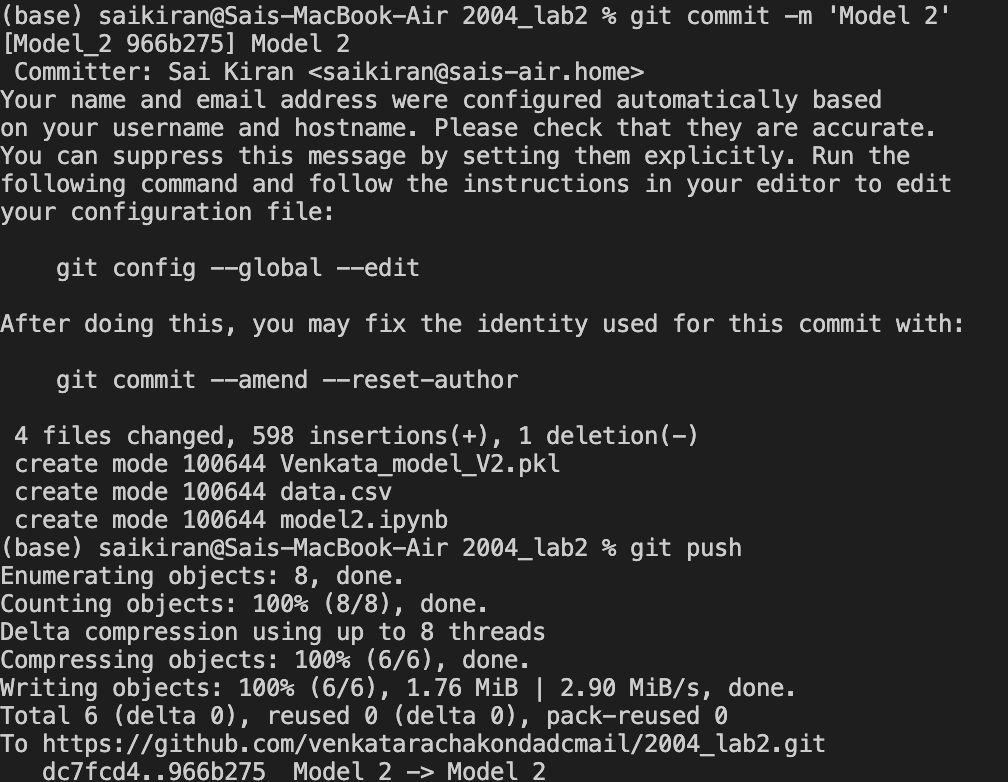 (base) saikiran@Sais-MacBook-Air 2004_lab2 % git commit -m 'Model 2'
[Model_2 966b275] Model 2
Committer: Sai Kiran <saikiran@sais-air.home>
Your name and email address were configured automatically based
on your username and hostname. Please check that they are accurate.
You can suppress this message by setting them explicitly. Run the
following command and follow the instructions in your editor to edit
your configuration file:
git config --global --edit
After doing this, you may fix the identity used for this commit with:
git commit --amend --reset-author
4 files changed, 598 insertions(+), 1 deletion(-)
create mode 100644 Venkata_model_V2.pkl
create mode 100644 data.csv
create mode 100644 model2.ipynb
(base) saikiran@Sais-MacBook-Air 2004_lab2 % git push
Enumerating objects: 8, done.
Counting objects: 100% (8/8), done.
Delta compression using up to 8 threads
Compressing objects: 100% (6/6), done.
Writing objects: 100% (6/6), 1.76 MiB | 2.90 MiB/s, done.
Total 6 (delta 0), reused 0 (delta 0), pack-reused 0
To https://github.com/venkatarachakondadcmail/2004_lab2.git
dc7fcd4..966b275 Model 2 -> Model 2